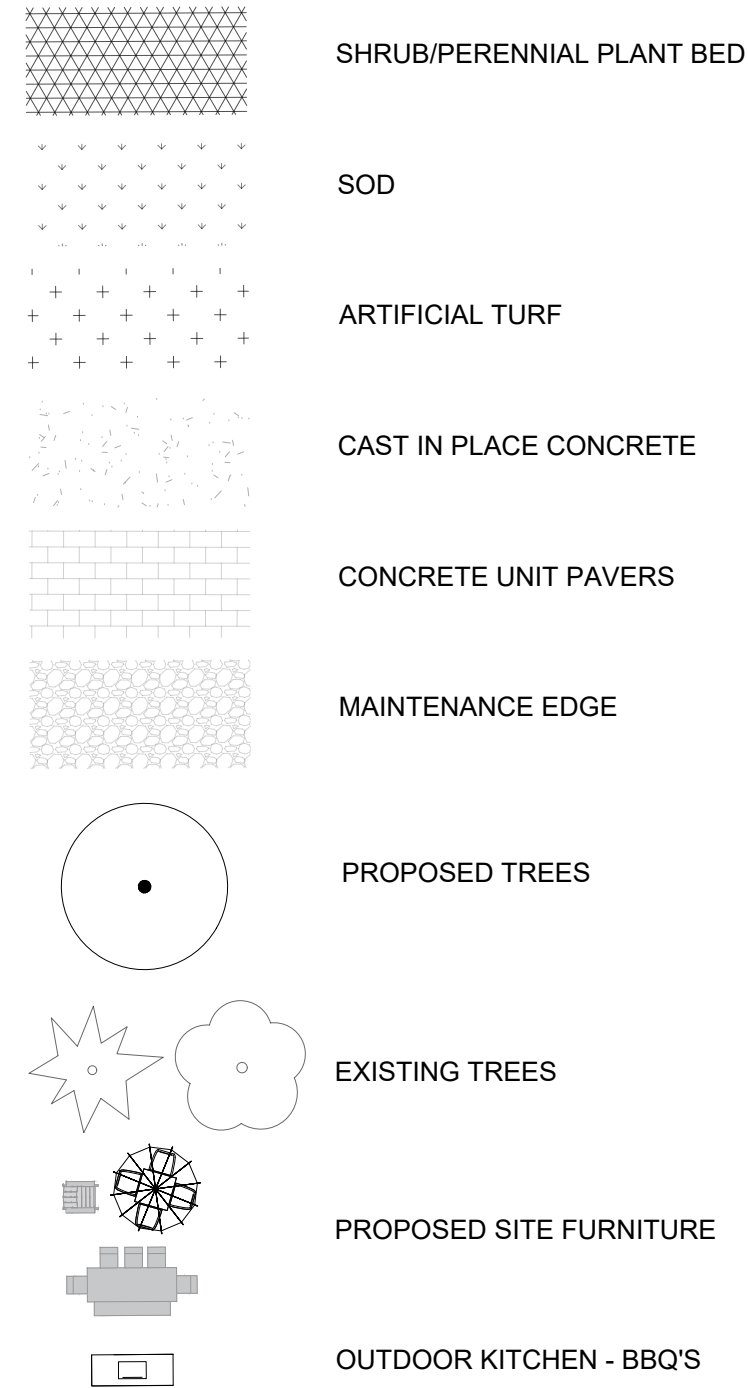 SHRUB/PERENNIAL PLANT BED
SOD
ARTIFICIAL TURF
CAST IN PLACE CONCRETE
CONCRETE UNIT PAVERS
MAINTENANCE EDGE
PROPOSED TREES
EXISTING TREES
PROPOSED SITE FURNITURE
OUTDOOR KITCHEN - BBQ'S